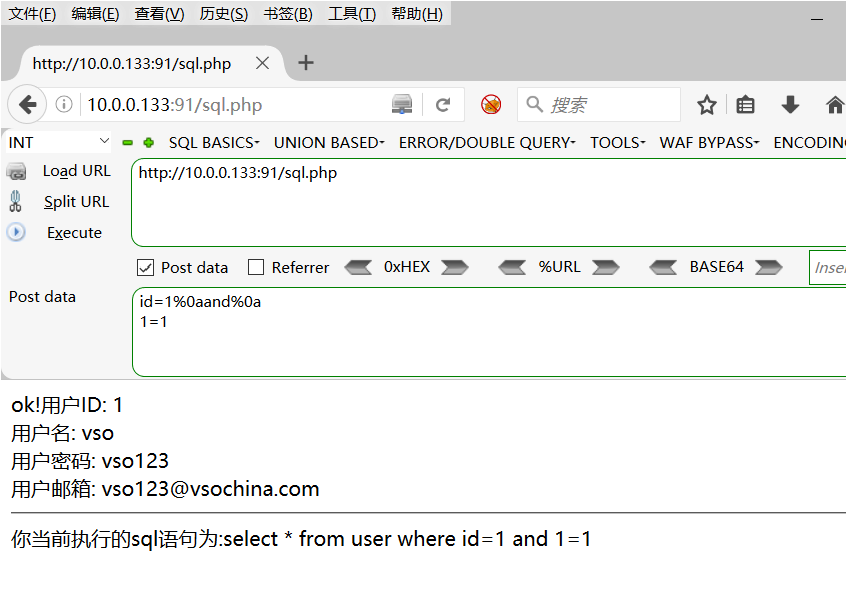 文件(F) 编辑(E) 查看(V) 历史(S) 书签(B) 工具(T) 帮助(H)
http://10.0.0.133:91/sql.php
10.0.0.133:91/sql.php 搜索
INT SQL BASICS- UNION BASED- ERROR/DOUBLE QUERY- TOOLS- WAF BYPASS- ENCODIN
Load URL http://10.0.0.133:91/sql.php
Split URL
Execute
Post data Referrer 0xHEX %URL BASE64 Inser
Post data id=1%0aand%0a
1=1
ok!用户ID: 1
用户名: vso
用户密码: vso123
用户邮箱: vso123@vsochina.com
你当前执行的sql语句为:select * from user where id=1 and 1=1